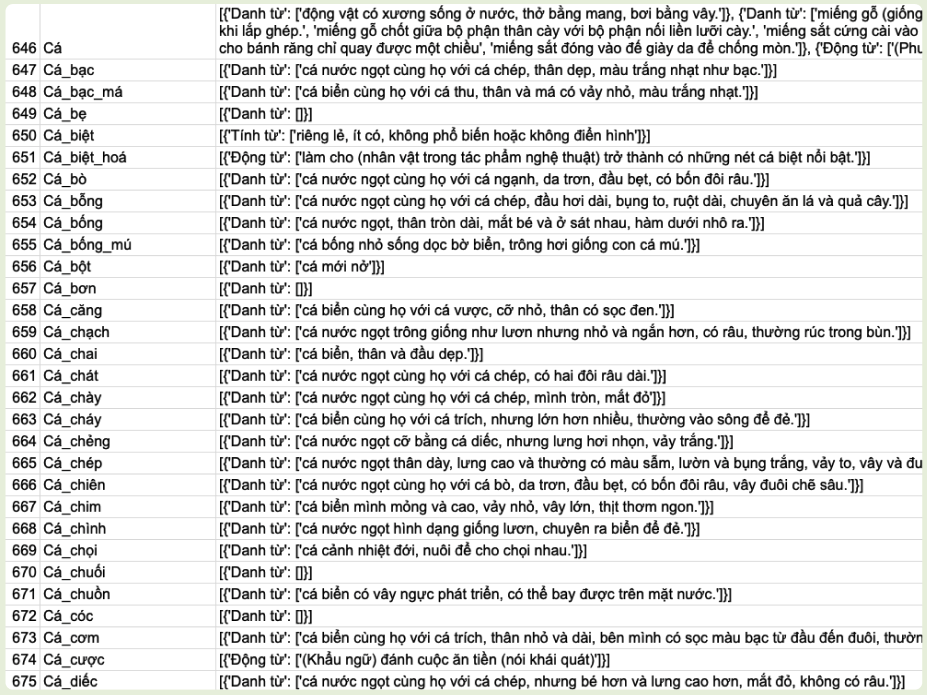 [{'Danh từ': ['động vật có xương sống ở nước, thở bằng mang, bơi bằng vây.']}, {'Danh từ': ['miếng gỗ (giống
khi lắp ghép.', 'miếng gỗ chốt giữa bộ phận thân cày với bộ phận nối liền lưỡi cày.', 'miếng sắt cứng cài vào
646 Cá cho bánh răng chỉ quay được một chiều', 'miếng sắt đóng vào đế giày da để chống mòn.']}, {'Động từ': ['(Phu
647 Cá_bạc [{'Danh từ': ['cá nước ngọt cùng họ với cá chép, thân dẹp, màu trắng nhạt như bạc.']}]
648 Cá_bạc_má [{'Danh từ': ['cá biển cùng họ với cá thu, thân và má có vảy nhỏ, màu trắng nhạt.']}]
649 Cá_bẹ [{'Danh từ': []}]
650 Cá_biệt [{'Tính từ': ['riêng lẻ, ít có, không phổ biến hoặc không điển hình']}]
651 Cá_biệt_hoá [{'Động từ': ['làm cho (nhân vật trong tác phẩm nghệ thuật) trở thành có những nét cá biệt nổi bật.']}]
652 Cá_bò [{'Danh từ': ['cá nước ngọt cùng họ với cá ngạnh, da trơn, đầu bẹt, có bốn đôi râu.']}]
653 Cá_bỗng [{'Danh từ': ['cá nước ngọt cùng họ với cá chép, đầu hơi dài, bụng to, ruột dài, chuyên ăn lá và quả cây.']}]
654 Cá_bống [{'Danh từ': ['cá nước ngọt, thân tròn dài, mắt bé và ở sát nhau, hàm dưới nhô ra.']}]
655 Cá_bống_mú [{'Danh từ': ['cá bống nhỏ sống dọc bờ biển, trông hơi giống con cá mú.']}]
656 Cá_bột [{'Danh từ': ['cá mới nở']}]
657 Cá_bơn [{'Danh từ': []}]
658 Cá_căng [{'Danh từ': ['cá biển cùng họ với cá vược, cỡ nhỏ, thân có sọc đen.']}]
659 Cá_chạch [{'Danh từ': ['cá nước ngọt trông giống như lươn nhưng nhỏ và ngắn hơn, có râu, thường rúc trong bùn.']}]
660 Cá_chai [{'Danh từ': ['cá biển, thân và đầu dẹp.']}]
661 Cá_chát [{'Danh từ': ['cá nước ngọt cùng họ với cá chép, có hai đôi râu dài.']}]
662 Cá_chày [{'Danh từ': ['cá nước ngọt cùng họ với cá chép, mình tròn, mắt đỏ']}]
663 Cá_cháy [{'Danh từ': ['cá biển cùng họ với cá trích, nhưng lớn hơn nhiều, thường vào sông để đẻ.']}]
664 Cá_chẻng [{'Danh từ': ['cá nước ngọt cỡ bằng cá diếc, nhưng lưng hơi nhọn, vảy trắng.']}]
665 Cá_chép [{'Danh từ': ['cá nước ngọt thân dày, lưng cao và thường có màu sẫm, lườn và bụng trắng, vảy to, vây và đu
666 Cá_chiên [{'Danh từ': ['cá nước ngọt cùng họ với cá bò, da trơn, đầu bẹt, có bốn đôi râu, vây đuôi chẽ sâu.']}]
667 Cá_chim [{'Danh từ': ['cá biển mình mỏng và cao, vảy nhỏ, vây lớn, thịt thơm ngon.']}]
668 Cá_chình [{'Danh từ': ['cá nước ngọt hình dạng giống lươn, chuyên ra biển để đẻ.']}]
669 Cá_chọi [{'Danh từ': ['cá cảnh nhiệt đới, nuôi để cho chọi nhau.']}]
670 Cá_chuối [{'Danh từ': []}]
671 Cá_chuồn [{'Danh từ': ['cá biển có vây ngực phát triển, có thể bay được trên mặt nước.']}]
672 Cá_cóc [{'Danh từ': []}]
673 Cá_cơm [{'Danh từ': ['cá biển cùng họ với cá trích, thân nhỏ và dài, bên mình có sọc màu bạc từ đầu đến đuôi, thườn
674 Cá_cược [{'Động từ': ['(Khẩu ngữ) đánh cuộc ăn tiền (nói khái quát)']}]
675 Cá_diếc [{'Danh từ': ['cá nước ngọt cùng họ với cá chép, nhưng bé hơn và lưng cao hơn, mắt đỏ, không có râu.']}]